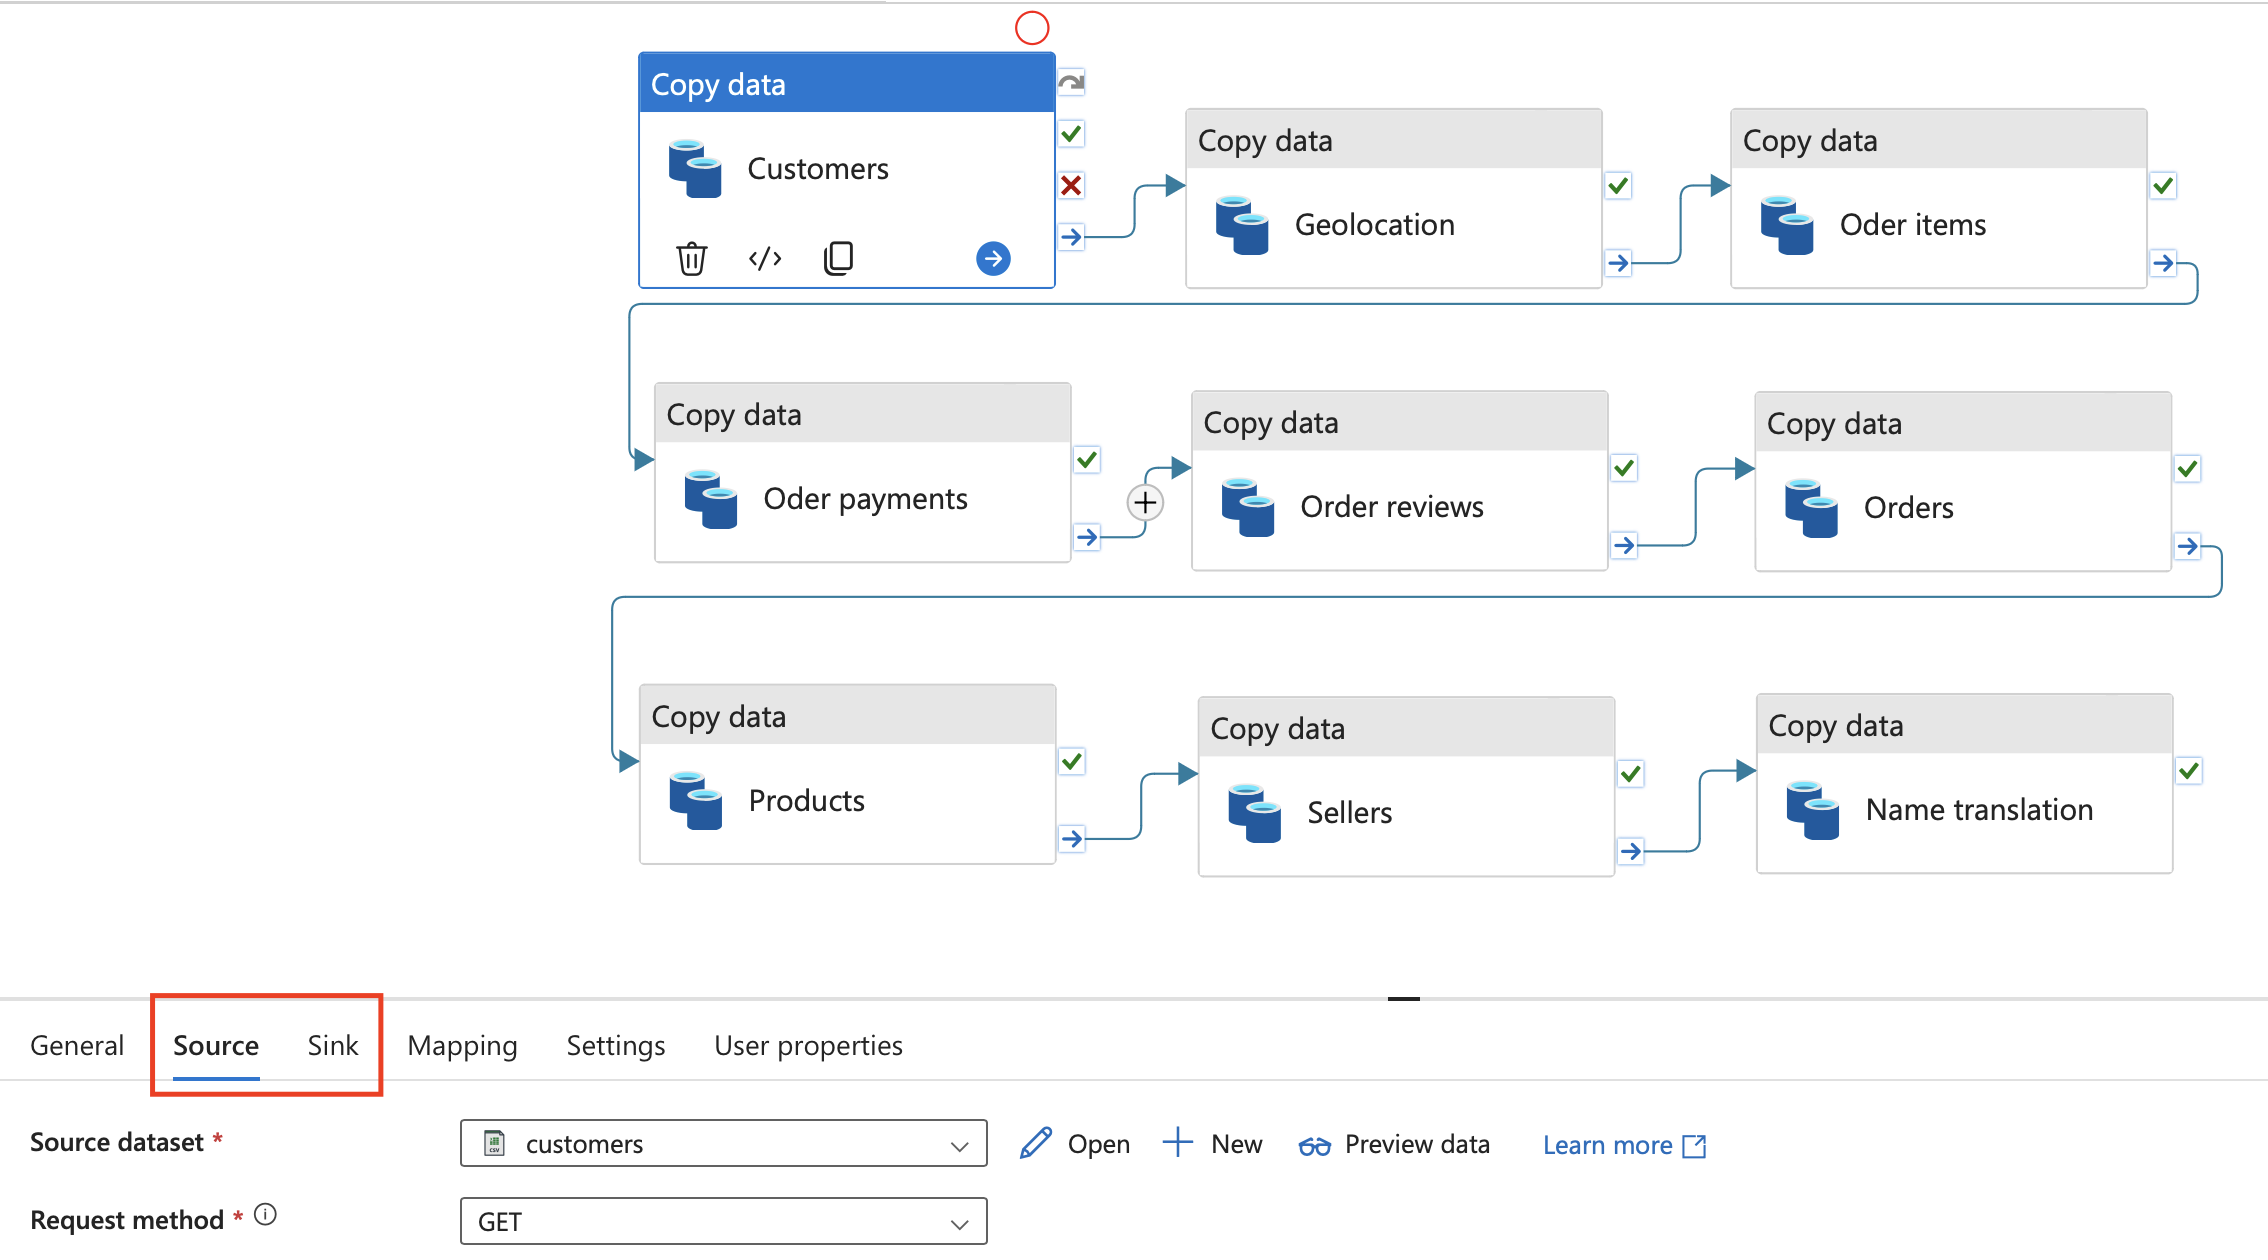 Copy data
Customers
Copy data
Geolocation
Copy data
Oder items
Copy data
Oder payments
Copy data
Order reviews
Copy data
Orders
Copy data
Products
Copy data
Sellers
Copy data
Name translation
General Source Sink Mapping Settings User properties
Source dataset * customers Open New Preview data Learn more
Request method * GET